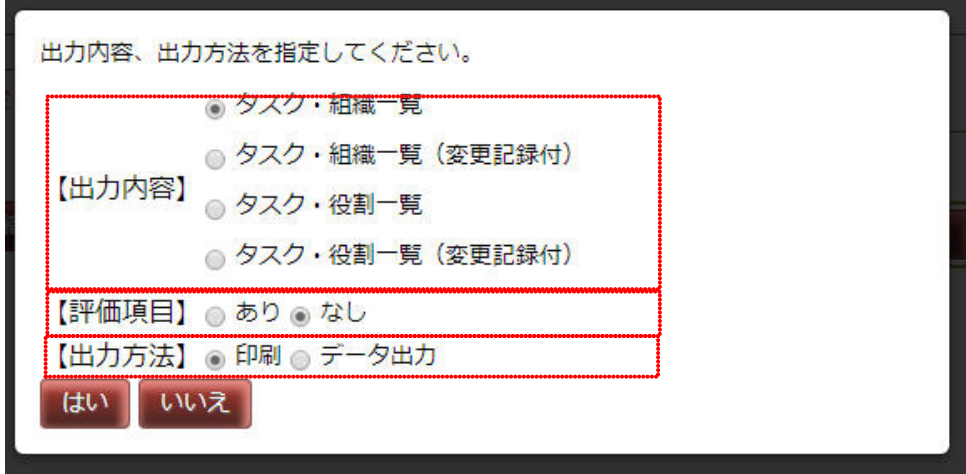 出力内容、出力方法を指定してください。
タスク・組織一覧
タスク・組織一覧（変更記録付）
【出力内容】
タスク・役割一覧
タスク・役割一覧（変更記録付）
【評価項目】 あり なし
【出力方法】 印刷 データ出力
はい いいえ